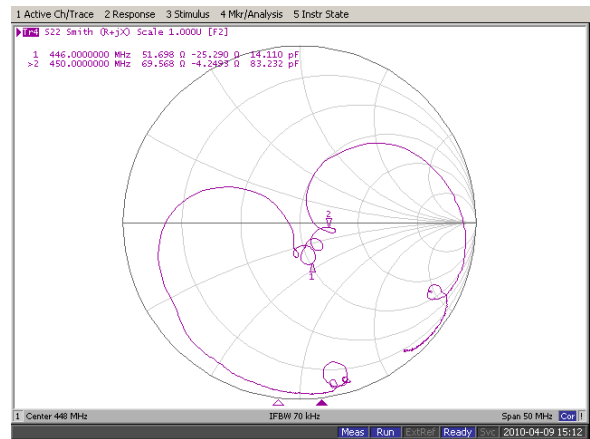 1 Active Ch/Trace 2 Response 3 Stimulus 4 Mkr/Analysis 5 Instr State
Tr4 S22 Smith (R+jX) Scale 1.000U [F2]
1 446.0000000 MHz 51.698 Ω -25.290 Ω 14.110 pF
>2 450.0000000 MHz 69.568 Ω -4.2493 Ω 83.232 pF
2
1
1 Center 448 MHz IFBW 70 kHz Span 50 MHz Cor !
Meas Run ExtRef Ready Svc 2010-04-09 15:12